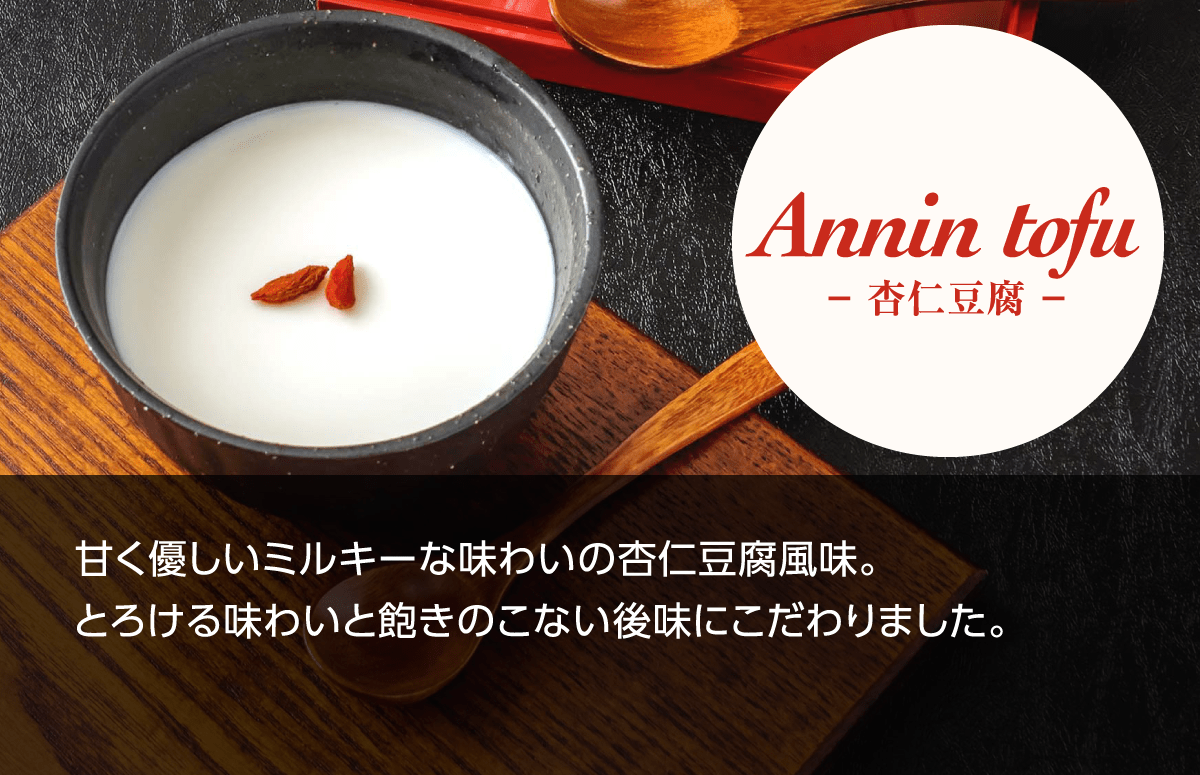 Annin tofu
− 杏仁豆腐 −
甘く優しいミルキーな味わいの杏仁豆腐風味。
とろける味わいと飽きのこない後味にこだわりました。